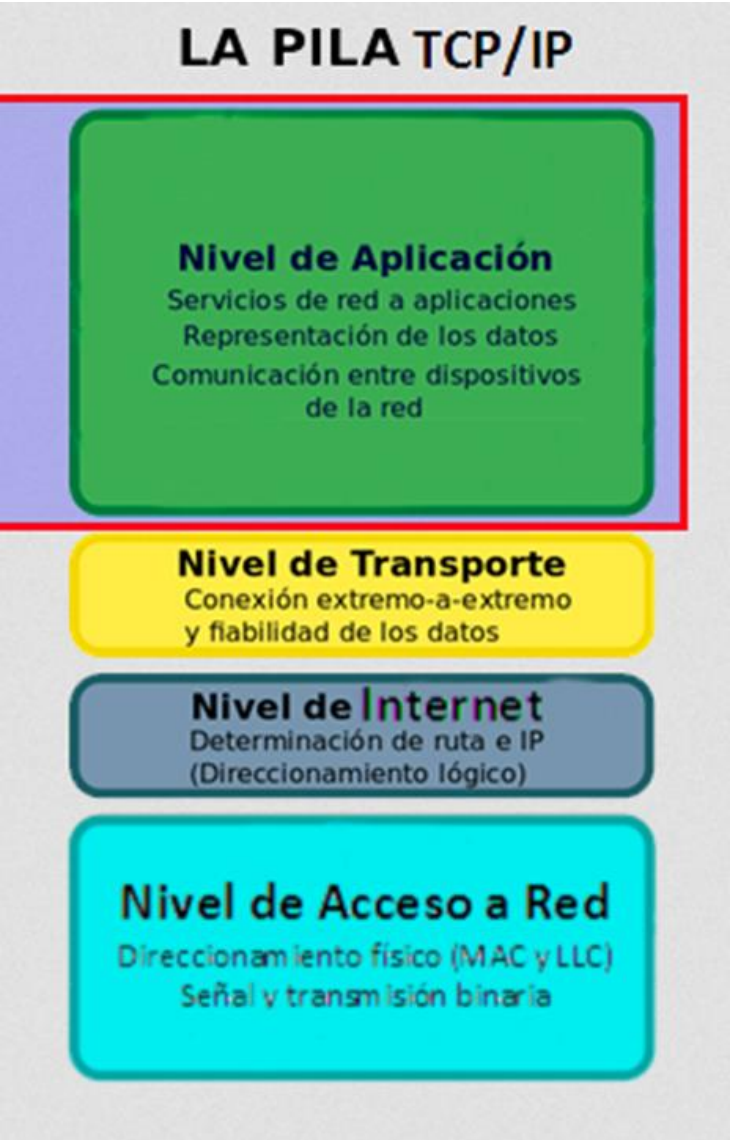 LA PILA TCP/IP
Nivel de Aplicación
Servicios de red a aplicaciones
Representación de los datos
Comunicación entre dispositivos
de la red
Nivel de Transporte
Conexión extremo-a-extremo
y fiabilidad de los datos
Nivel de Internet
Determinación de ruta e IP
(Direccionamiento lógico)
Nivel de Acceso a Red
Direccionamiento físico (MAC y LLC)
Señal y transmisión binaria